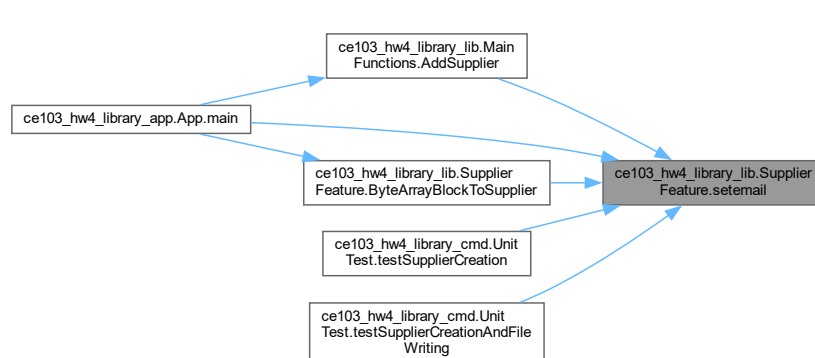 ce103_hw4_library_lib.Main
Functions.AddSupplier
ce103_hw4_library_app.App.main
ce103_hw4_library_lib.Supplier
Feature.ByteArrayBlockToSupplier
ce103_hw4_library_lib.Supplier
Feature.setemail
ce103_hw4_library_cmd.Unit
Test.testSupplierCreation
ce103_hw4_library_cmd.Unit
Test.testSupplierCreationAndFile
Writing